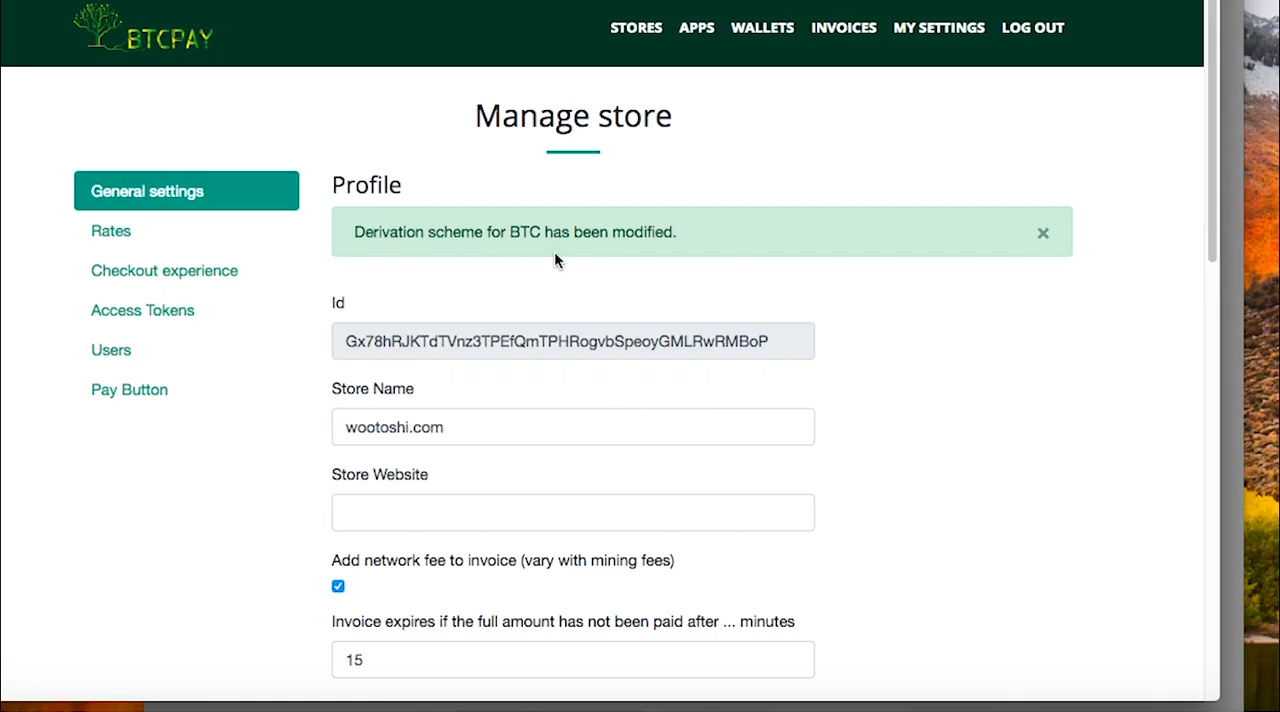 BTCPAY
STORES APPS WALLETS INVOICES MY SETTINGS LOG OUT
Manage store
General settings
Rates
Checkout experience
Access Tokens
Users
Pay Button
Profile
Derivation scheme for BTC has been modified. ×
Id
Gx78hRJKTdTVnz3TPEfQmTPHRogvbSpeoyGMLRwRMBoP
Store Name
wootoshi.com
Store Website
Add network fee to invoice (vary with mining fees)
Invoice expires if the full amount has not been paid after ... minutes
15